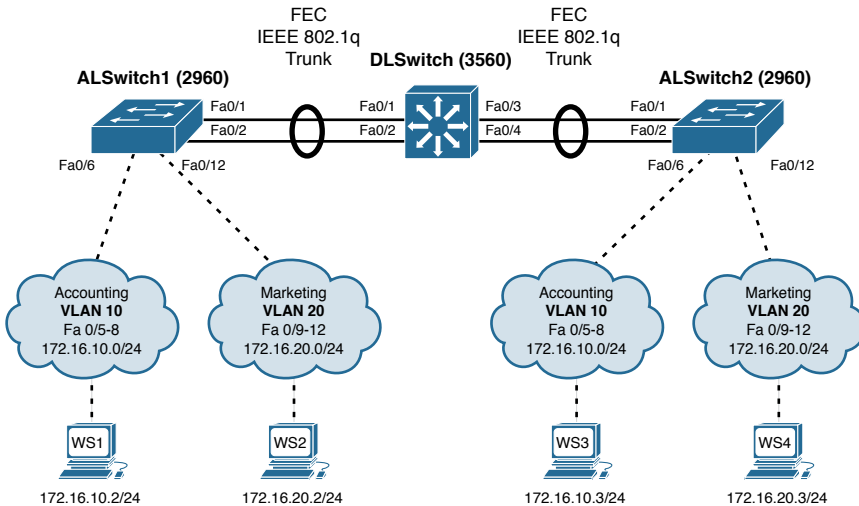 FEC
IEEE 802.1q
Trunk
FEC
IEEE 802.1q
Trunk
ALSwitch1 (2960)
DLSwitch (3560)
ALSwitch2 (2960)
Fa0/1
Fa0/1
Fa0/3
Fa0/1
Fa0/2
Fa0/2
Fa0/4
Fa0/2
Fa0/6
Fa0/12
Fa0/6
Fa0/12
Accounting
VLAN 10
Fa 0/5-8
172.16.10.0/24
Marketing
VLAN 20
Fa 0/9-12
172.16.20.0/24
Accounting
VLAN 10
Fa 0/5-8
172.16.10.0/24
Marketing
VLAN 20
Fa 0/9-12
172.16.20.0/24
WS1
WS2
WS3
WS4
172.16.10.2/24
172.16.20.2/24
172.16.10.3/24
172.16.20.3/24